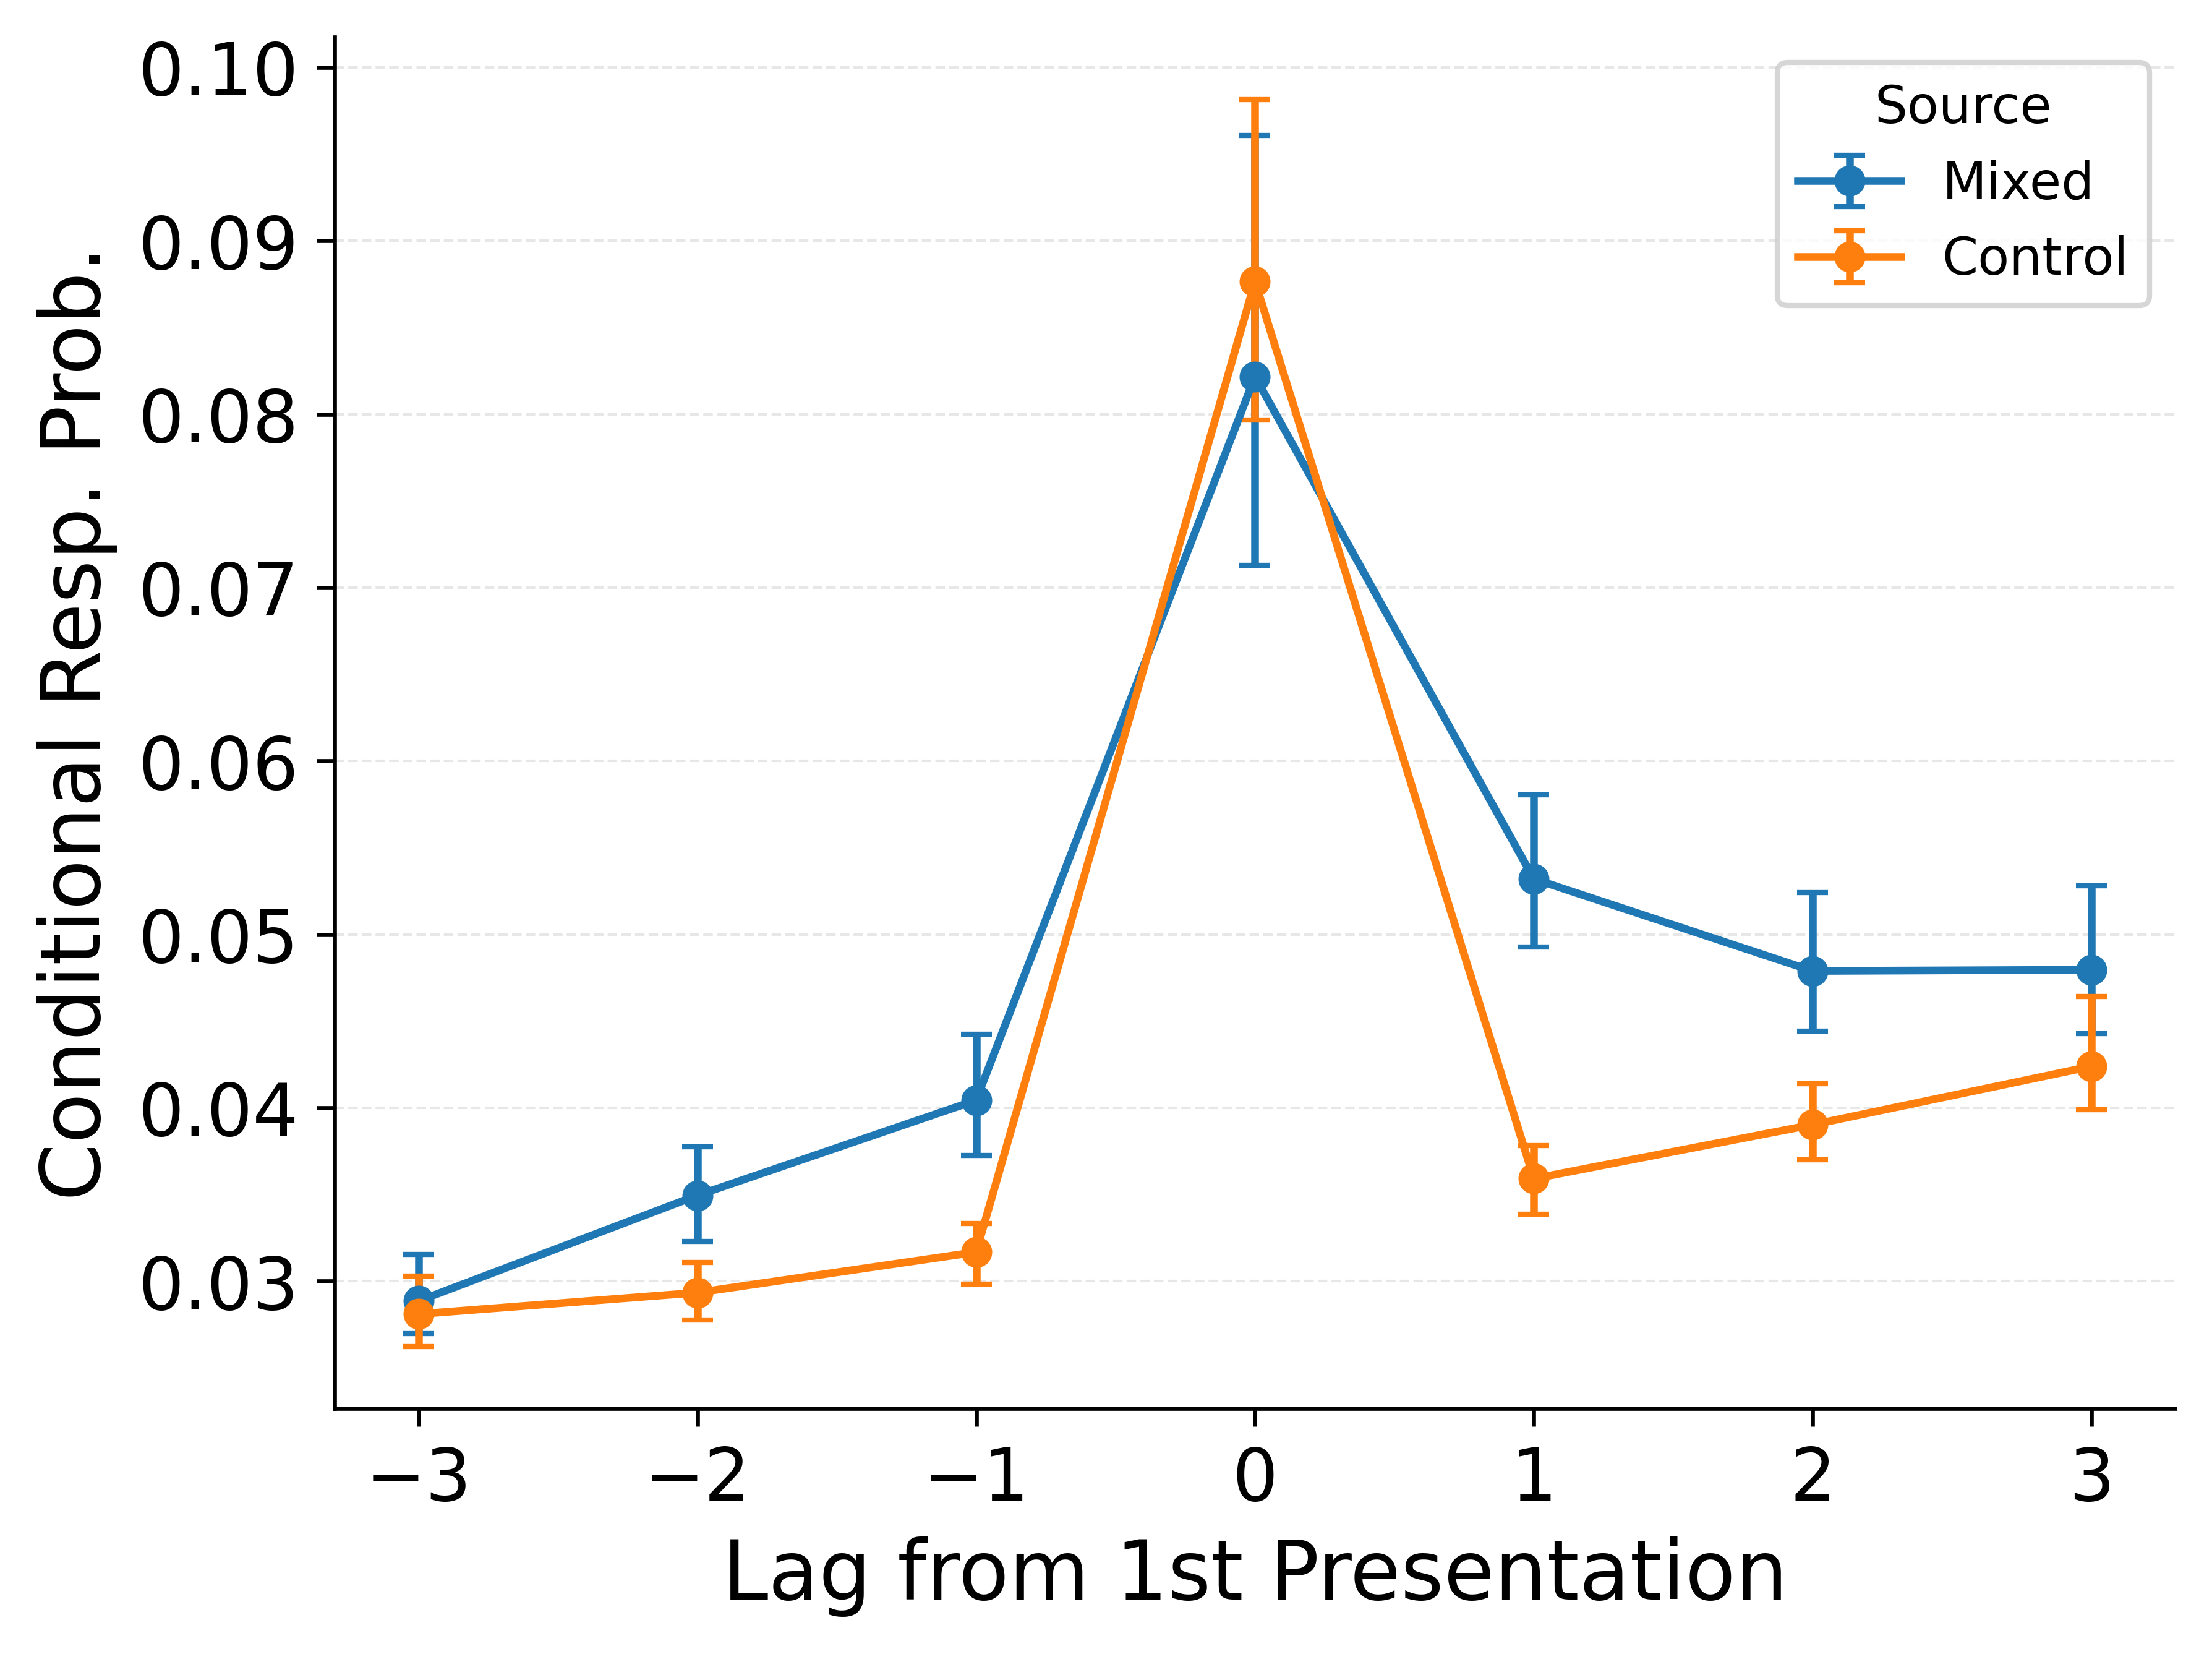 0.10
0.09
0.08
0.07
0.06
0.05
0.04
0.03
Conditional Resp. Prob.
Source
Mixed
Control
−3 −2 −1 0 1 2 3
Lag from 1st Presentation